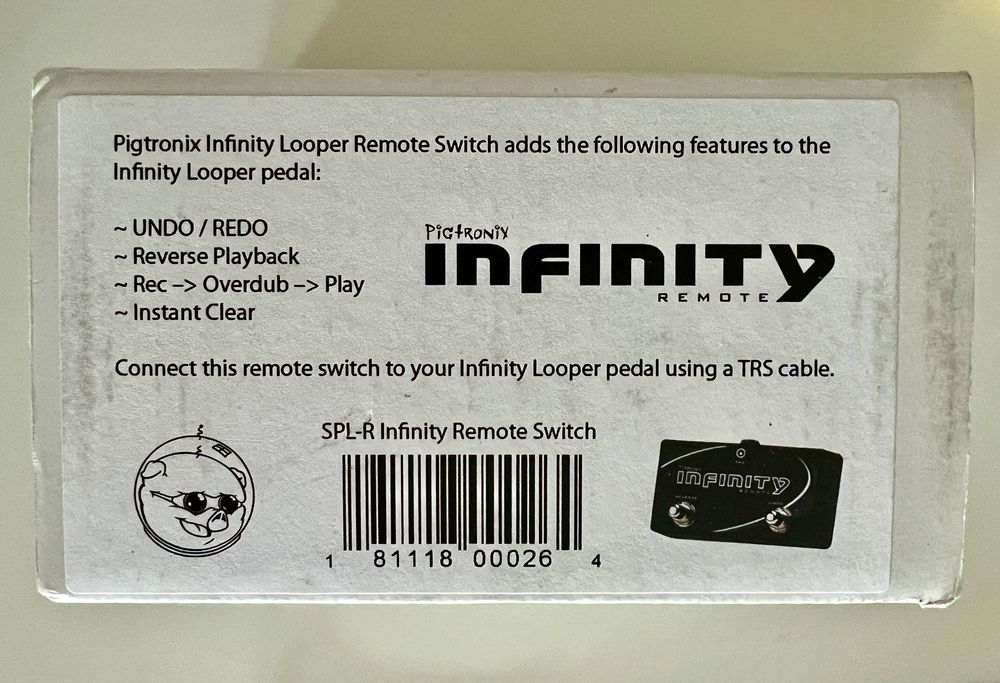 Pigtronix Infinity Looper Remote Switch adds the following features to the
Infinity Looper pedal:
~ UNDO / REDO
~ Reverse Playback
~ Rec –> Overdub –> Play
~ Instant Clear
Pigtronix
INFINITY
REMOTE
Connect this remote switch to your Infinity Looper pedal using a TRS cable.
SPL-R Infinity Remote Switch
1 81118 00026 4
INFINITY
REMOTE
REVERSE